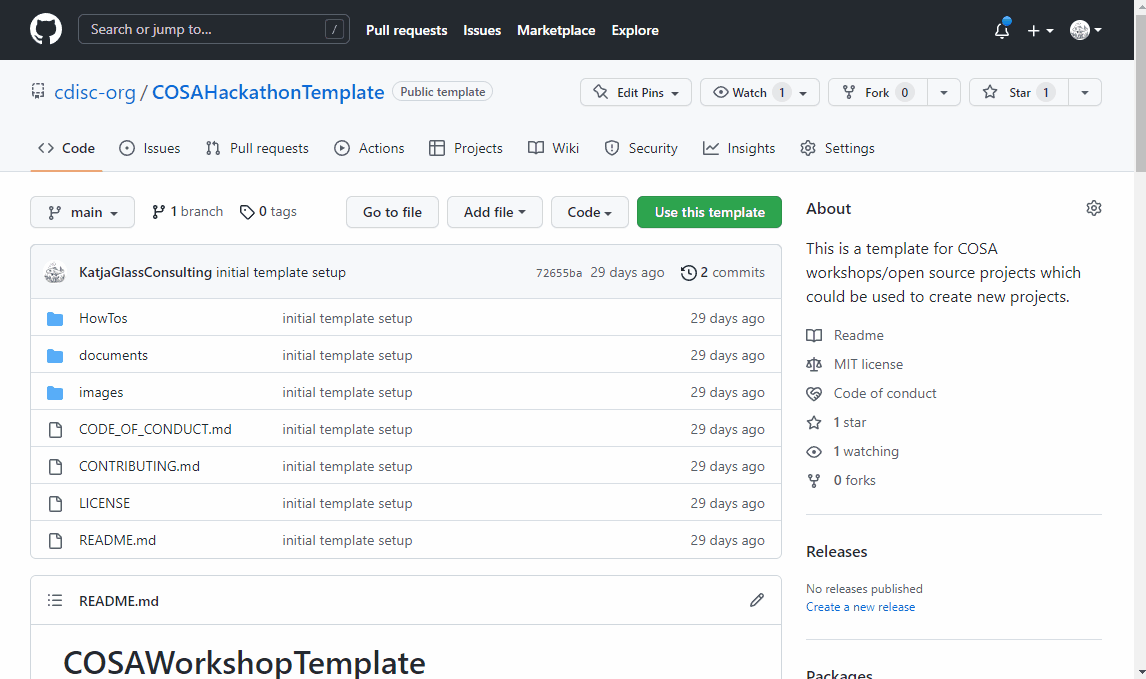 Search or jump to... / Pull requests Issues Marketplace Explore
cdisc-org / COSAHackathonTemplate Public template Edit Pins Watch 1 Fork 0 Star 1
Code Issues Pull requests Actions Projects Wiki Security Insights Settings
main 1 branch 0 tags Go to file Add file Code Use this template
KatjaGlassConsulting initial template setup 72655ba 29 days ago 2 commits
HowTos initial template setup 29 days ago
documents initial template setup 29 days ago
images initial template setup 29 days ago
CODE_OF_CONDUCT.md initial template setup 29 days ago
CONTRIBUTING.md initial template setup 29 days ago
LICENSE initial template setup 29 days ago
README.md initial template setup 29 days ago
README.md
COSAWorkshopTemplate
About
This is a template for COSA
workshops/open source projects which
could be used to create new projects.
Readme
MIT license
Code of conduct
1 star
1 watching
0 forks
Releases
No releases published
Create a new release
Packages